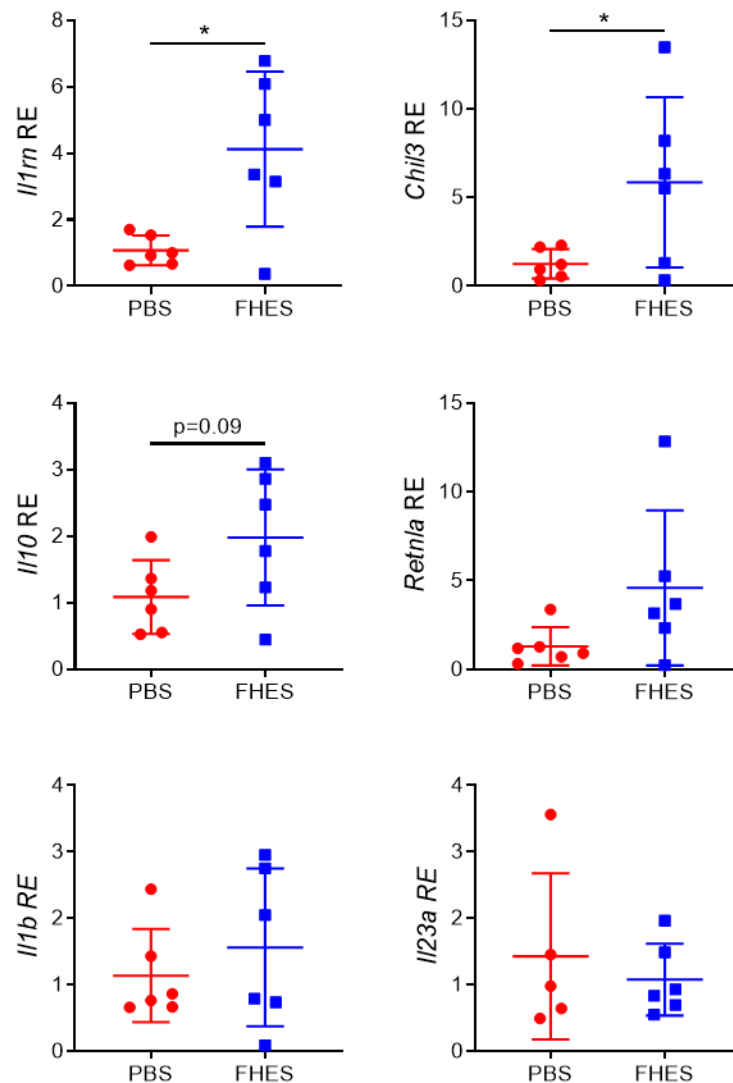 *
8
6
4
2
0
Il1rn RE
PBS FHES
*
15
10
5
0
Chil3 RE
PBS FHES
p=0.09
4
3
2
1
0
Il10 RE
PBS FHES
15
10
5
0
Retnla RE
PBS FHES
4
3
2
1
0
Il1b RE
PBS FHES
4
3
2
1
0
Il23a RE
PBS FHES